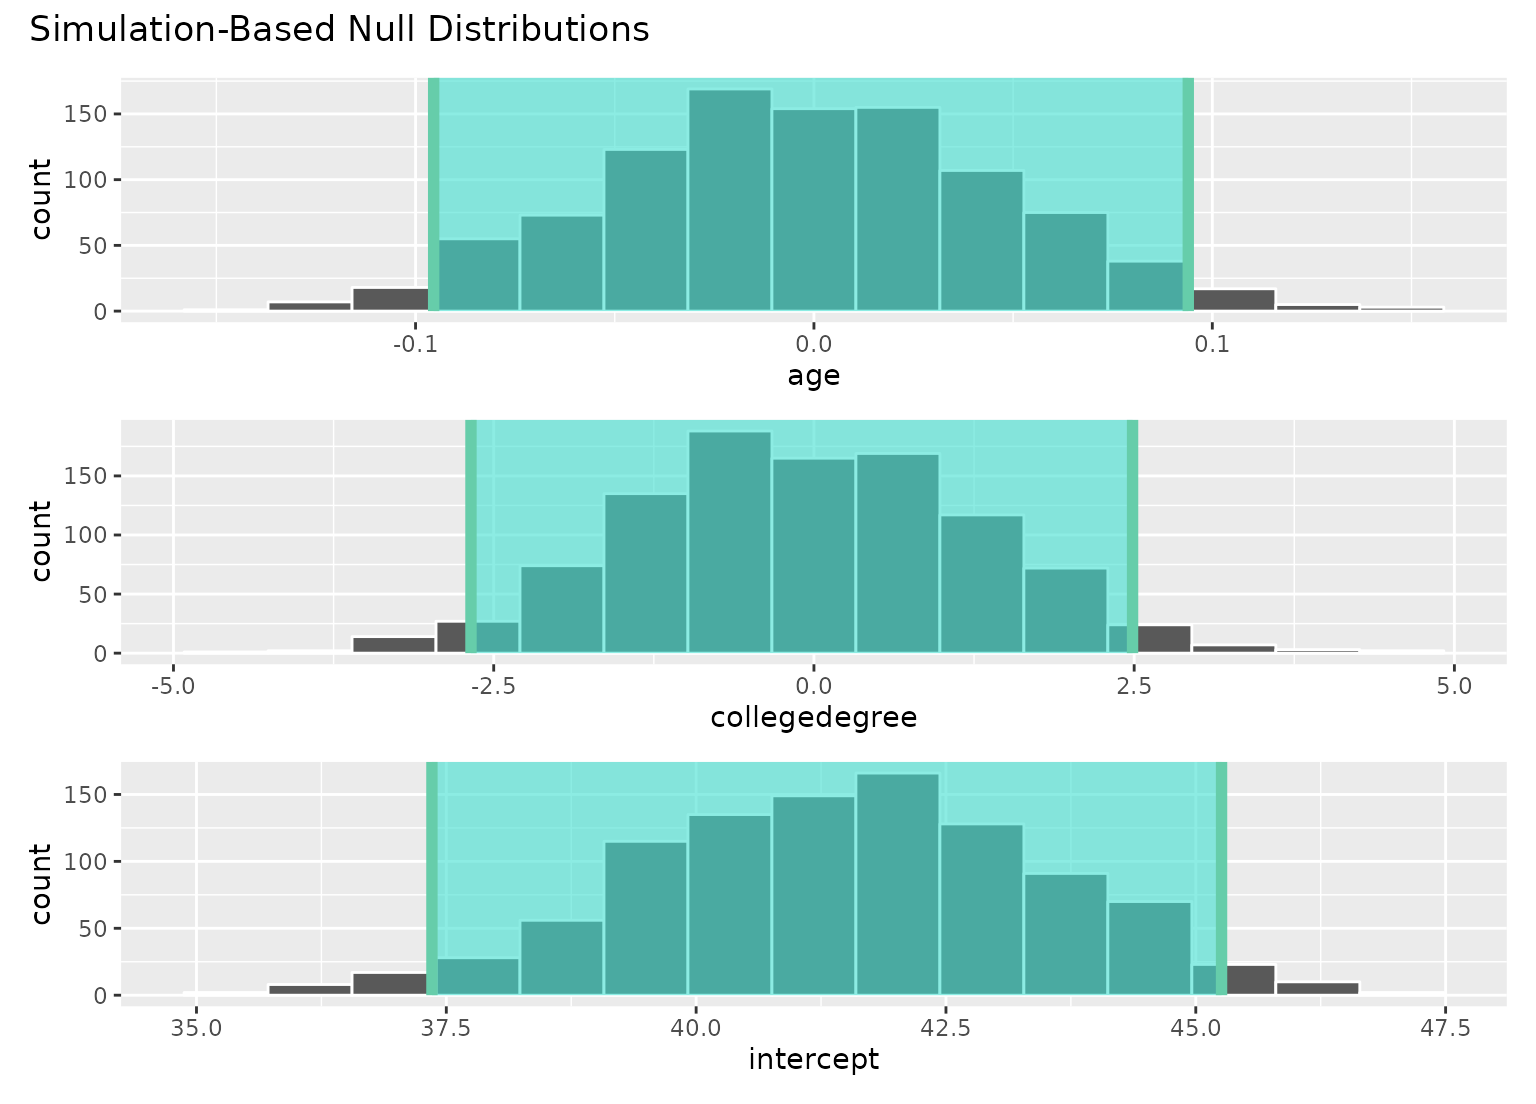 Simulation-Based Null Distributions
150
100
50
0
count
-0.1 0.0 0.1
age
150
100
50
0
count
-5.0 -2.5 0.0 2.5 5.0
collegedegree
150
100
50
0
count
35.0 37.5 40.0 42.5 45.0 47.5
intercept